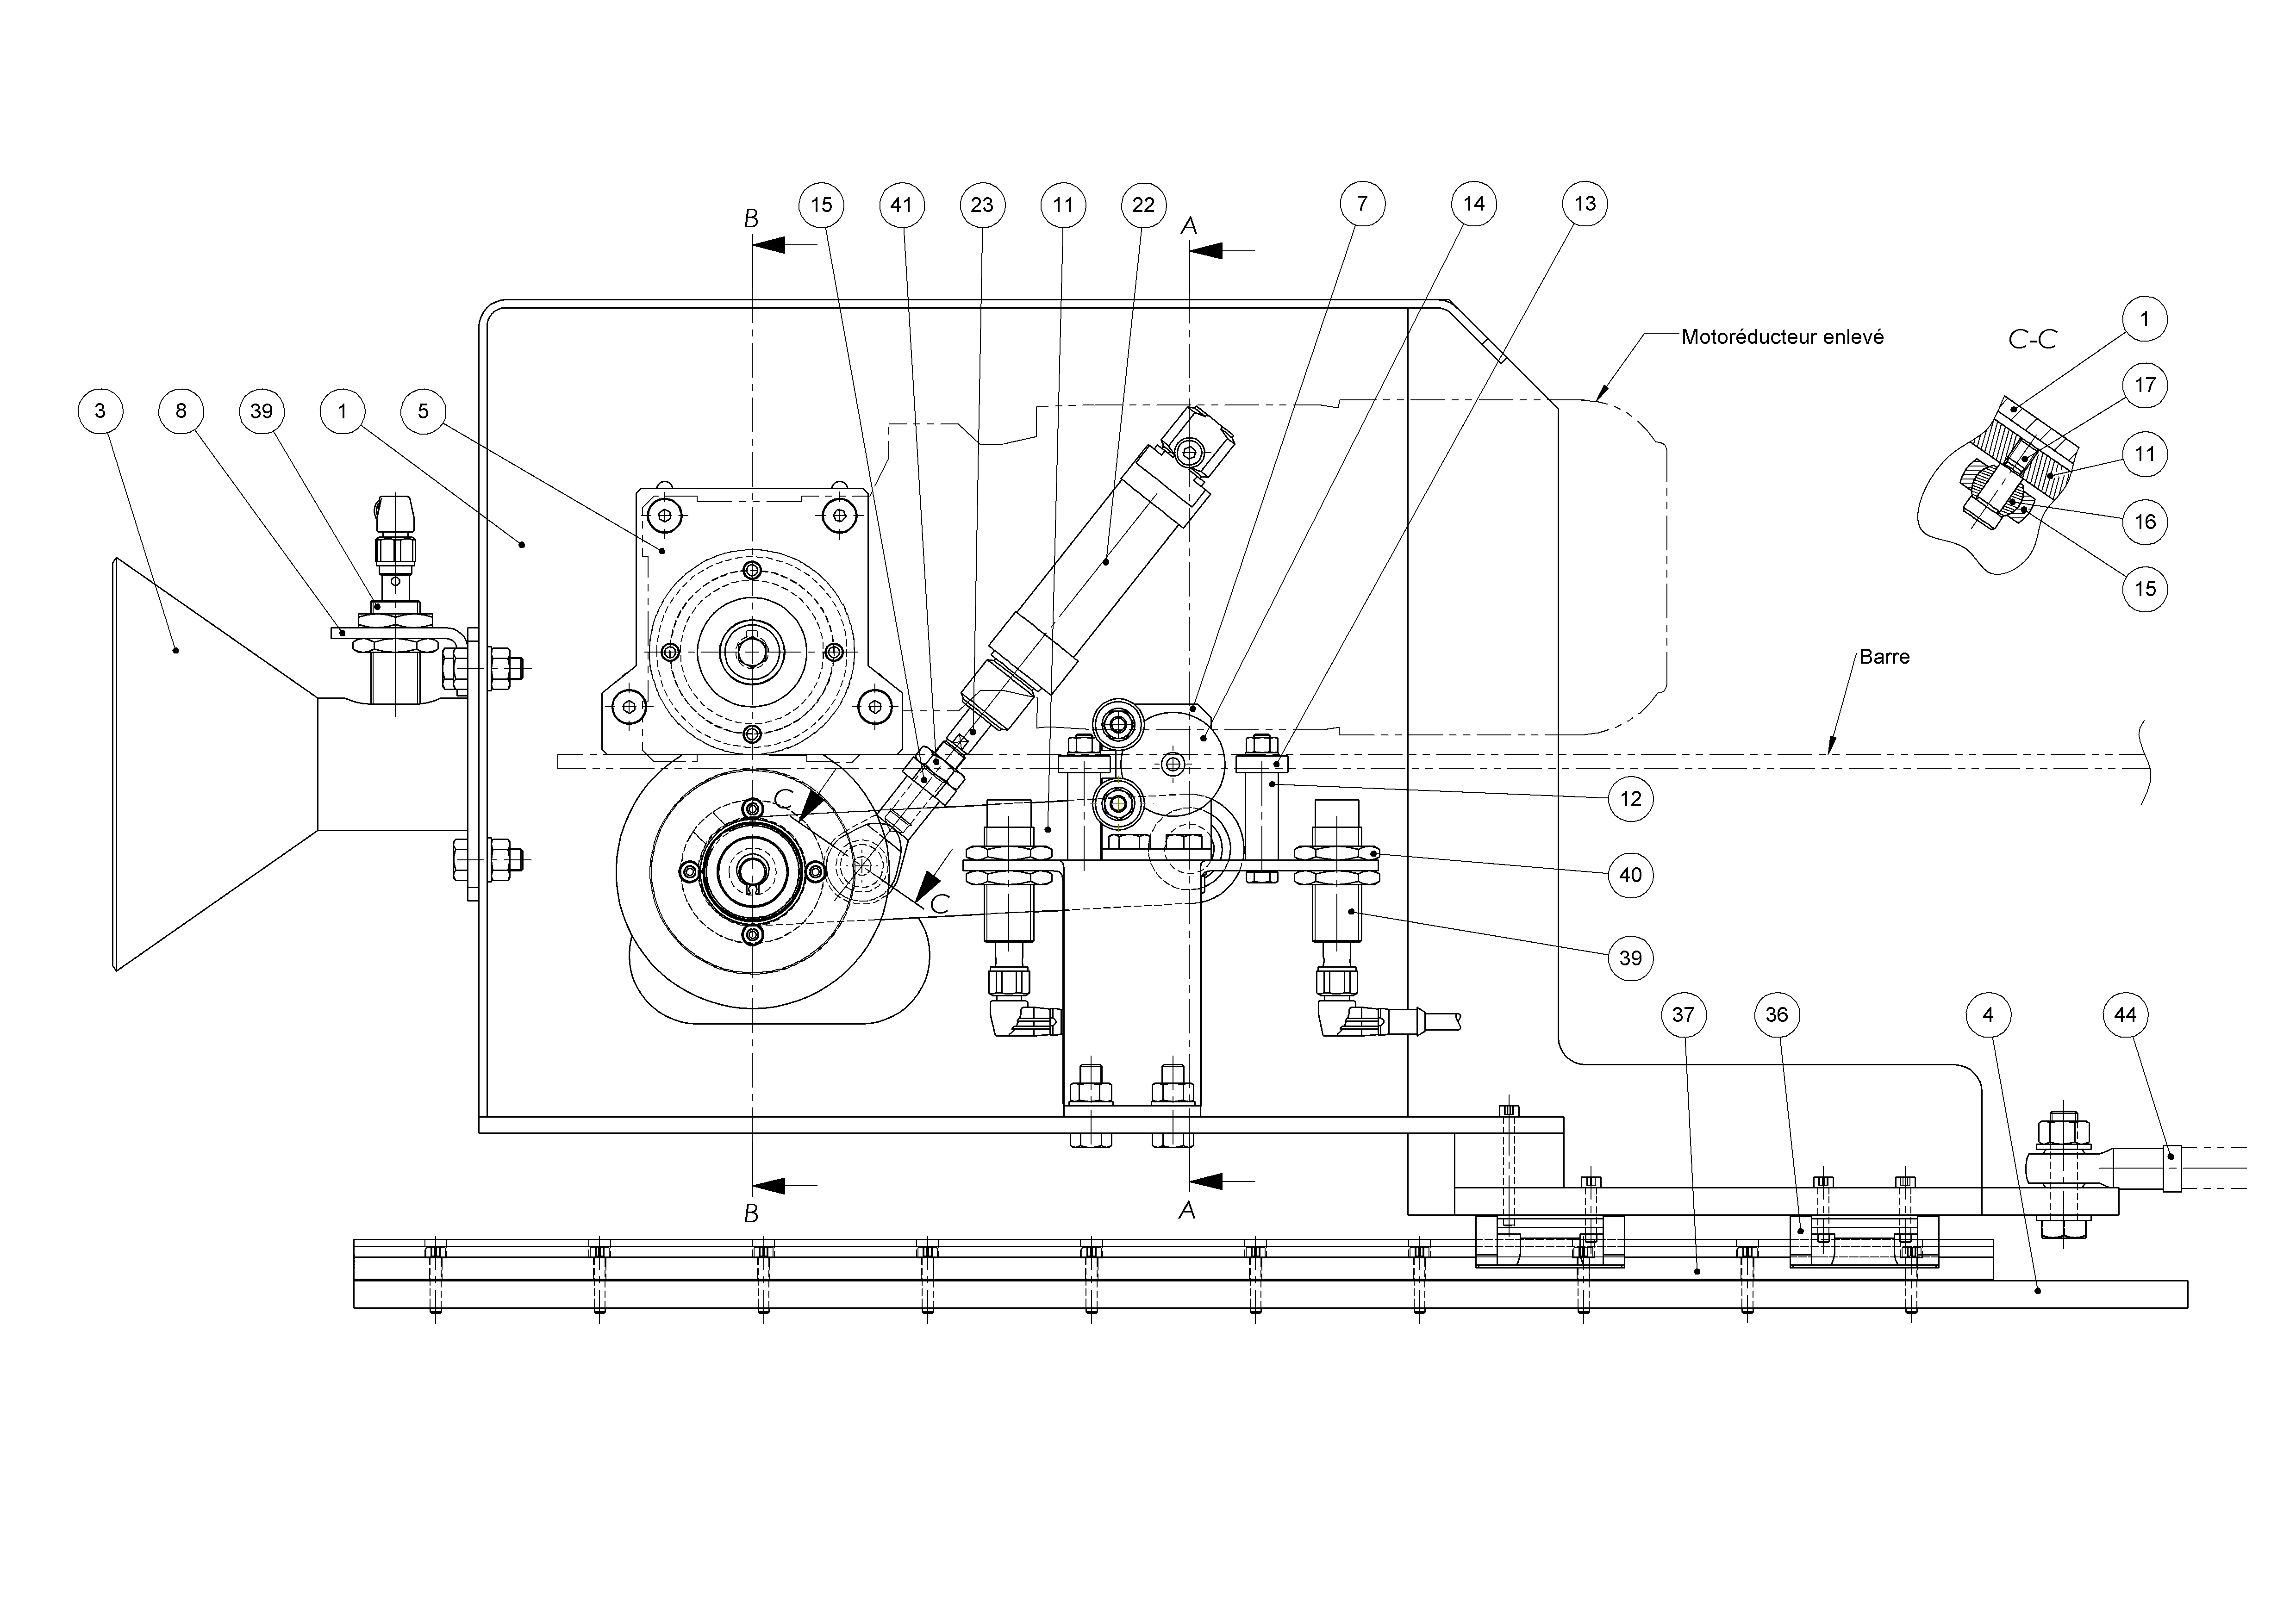 15 41 23 11 22 7 14 13
B A
1
C-C
Motoréducteur enlevé
17
3 8 39 1 5
11
16
15
Barre
C
12
40
C
39
37 36 4 44
B A